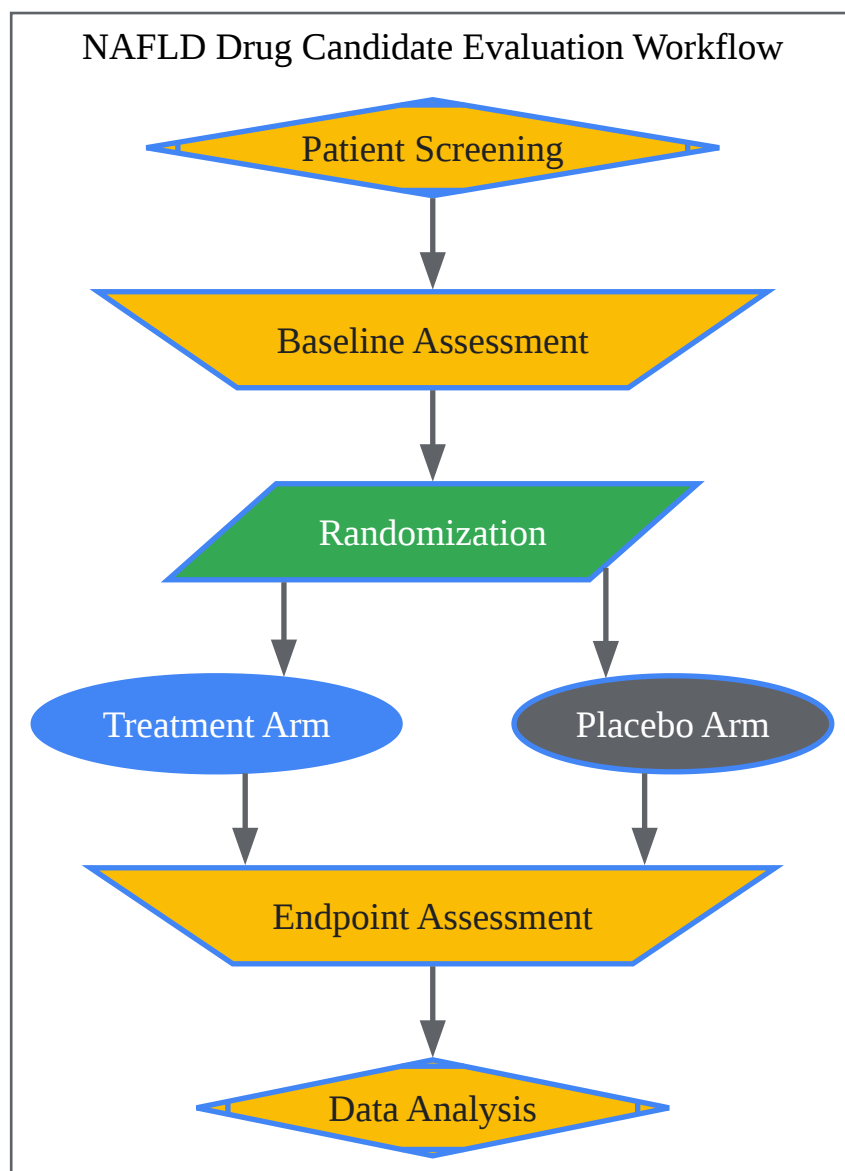 NAFLD Drug Candidate Evaluation Workflow
Patient Screening
Baseline Assessment
Randomization
Treatment Arm
Placebo Arm
Endpoint Assessment
Data Analysis